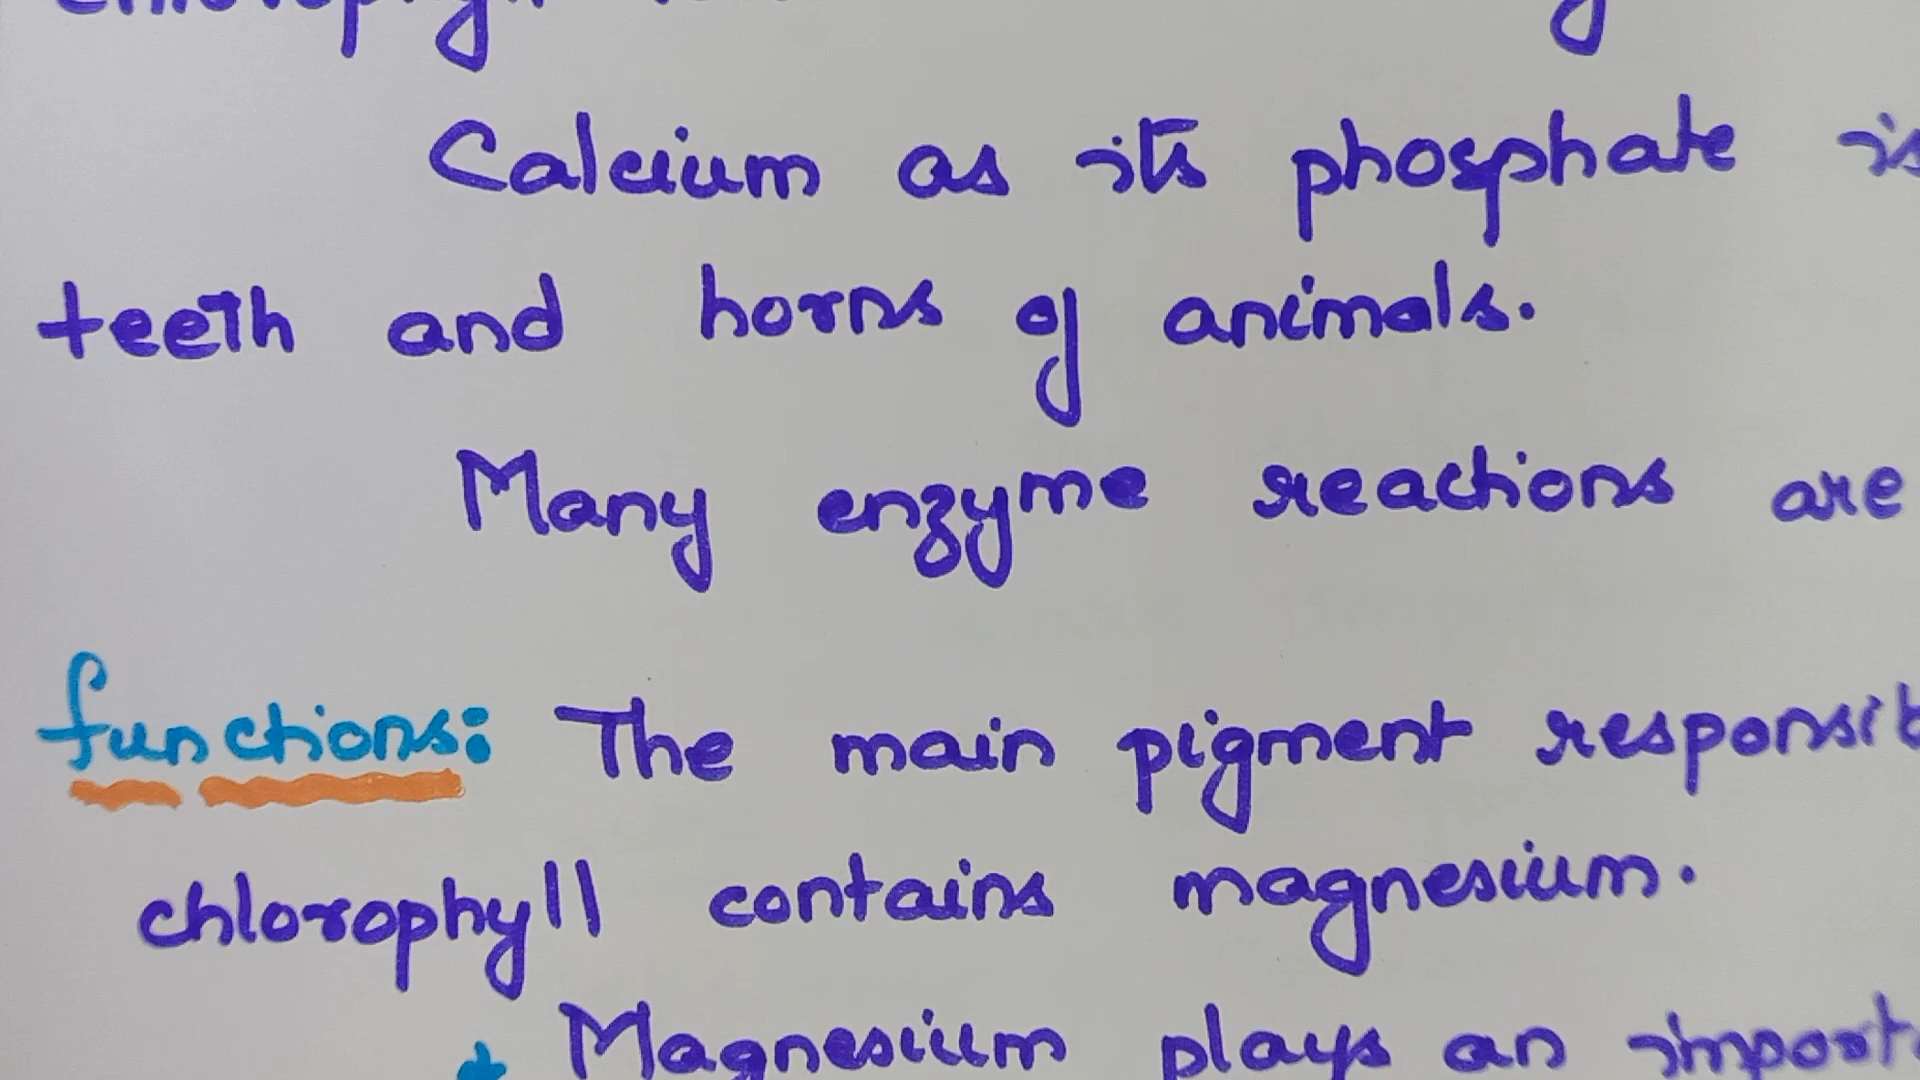 Calcium as its phosphate is
teeth and horns of animals.
Many enzyme reactions are
functions: The main pigment
chlorophyll contains magnesium.
* Magnesium plays an